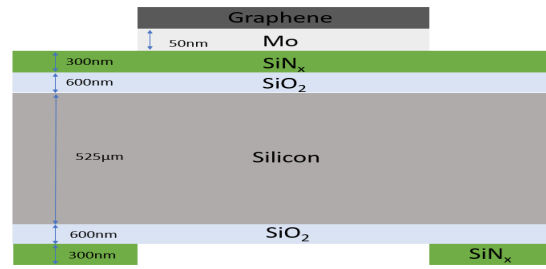 Graphene
50nm Mo
300nm SiNx
600nm SiO2
525μm Silicon
600nm SiO2
300nm SiNx